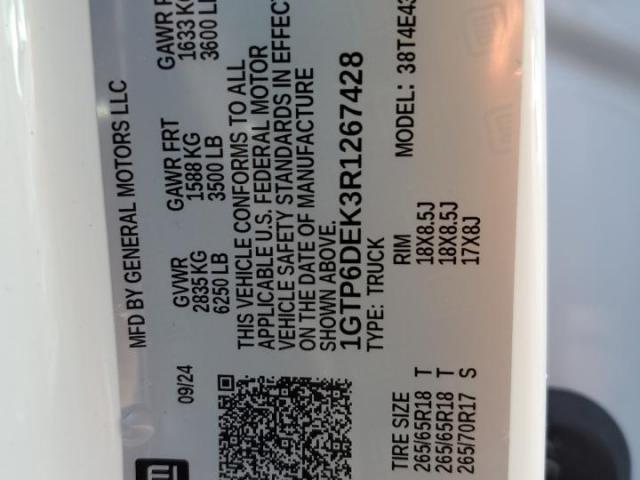 MFD BY GENERAL MOTORS LLC
09/24
GVWR
2835 KG
6250 LB
GAWR FRT
1588 KG
3500 LB
GAWR
1633 KG
3600 LB
THIS VEHICLE CONFORMS TO ALL
APPLICABLE U.S. FEDERAL MOTOR
VEHICLE SAFETY STANDARDS IN EFFECT
ON THE DATE OF MANUFACTURE
SHOWN ABOVE.
1GTP6DEK3R1267428
TYPE: TRUCK
MODEL: 38T4E43
TIRE SIZE RIM
265/65R18 T 18X8.5J
265/65R18 T 18X8.5J
265/70R17 S 17X8J